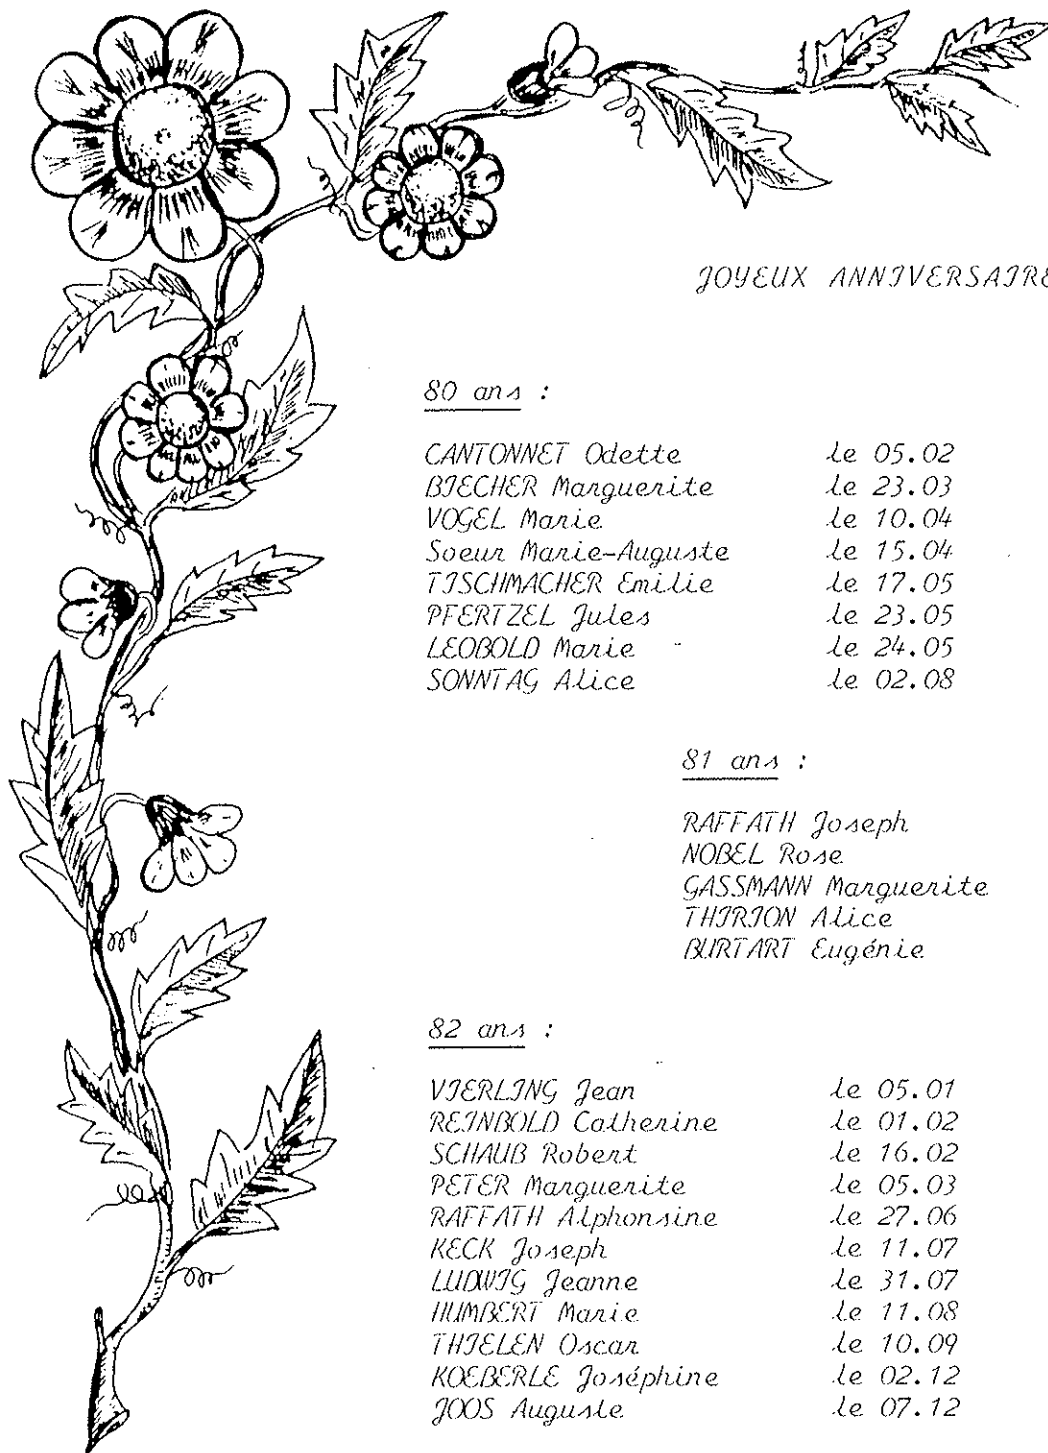 JOYEUX ANNIVERSAIRE
80 ans :
CANTONNET Odette le 05.02
BIECHER Marguerite le 23.03
VOGEL Marie le 10.04
Soeur Marie-Auguste le 15.04
TISCHMACHER Emilie le 17.05
PFERTZEL Jules le 23.05
LEOBOLD Marie le 24.05
SONNTAG Alice le 02.08
81 ans :
RAFFATH Joseph
NOBEL Rose
GASSMANN Marguerite
THIRION Alice
BURTART Eugénie
82 ans :
VIERLING Jean le 05.01
REINBOLD Catherine le 01.02
SCHAUB Robert le 16.02
PETER Marguerite le 05.03
RAFFATH Alphonsine le 27.06
KECK Joseph le 11.07
LUDWIG Jeanne le 31.07
HUMBERT Marie le 11.08
THIELEN Oscar le 10.09
KOEBERLE Joséphine le 02.12
JOOS Auguste le 07.12